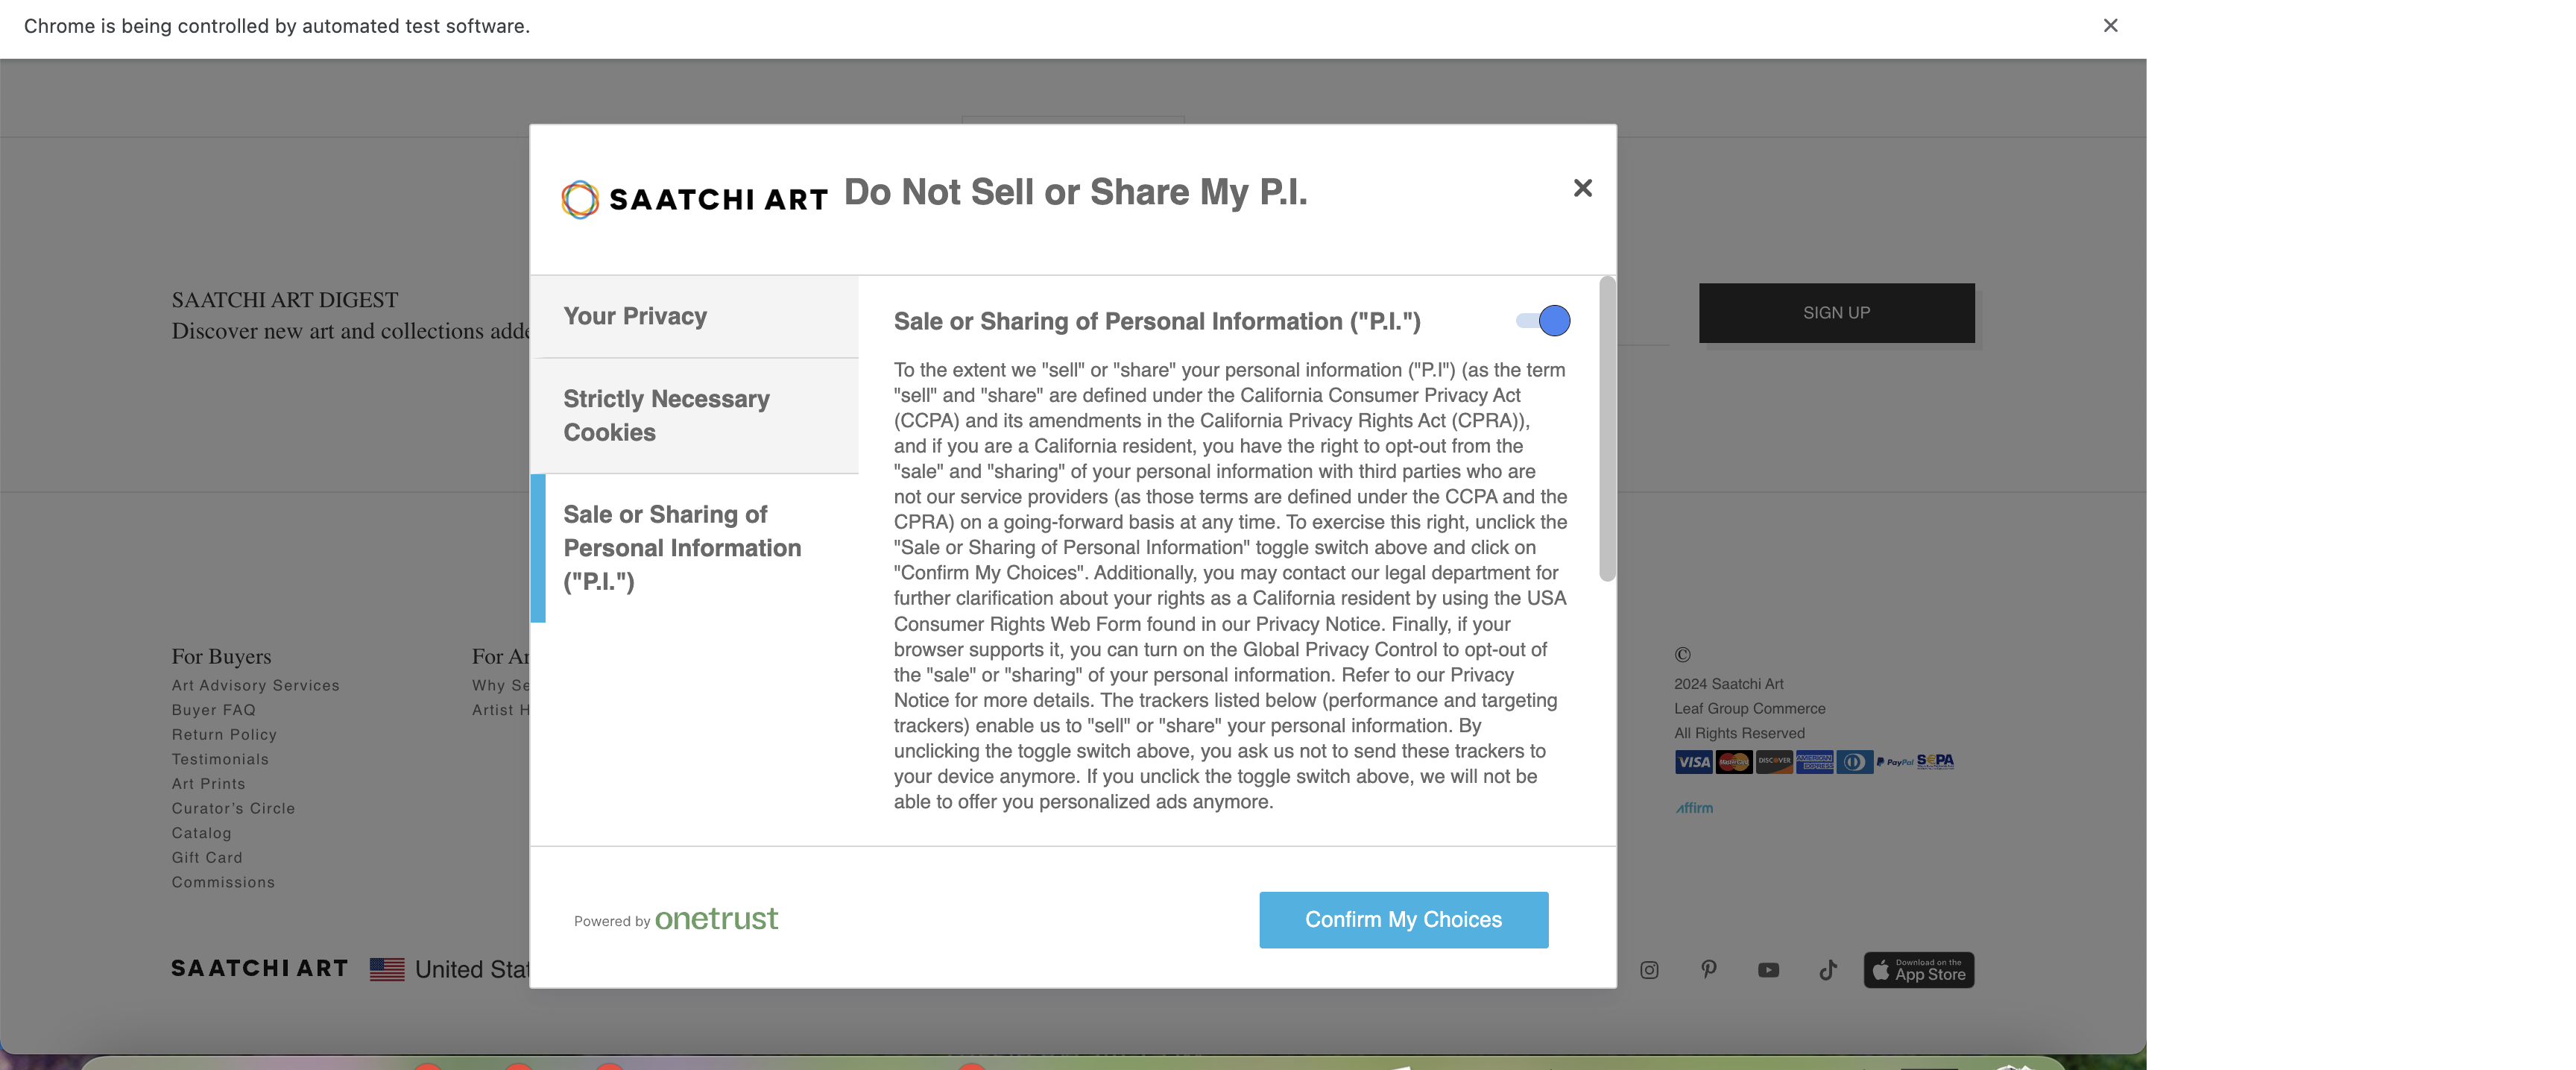 Chrome is being controlled by automated test software.
SAATCHI ART
Do Not Sell or Share My P.I.
SAATCHI ART DIGEST
Discover new art and collections adde
SIGN UP
Your Privacy
Strictly Necessary
Cookies
Sale or Sharing of
Personal Information
("P.I.")
Sale or Sharing of Personal Information ("P.I.")
To the extent we "sell" or "share" your personal information ("P.I") (as the term
"sell" and "share" are defined under the California Consumer Privacy Act
(CCPA) and its amendments in the California Privacy Rights Act (CPRA)),
and if you are a California resident, you have the right to opt-out from the
"sale" and "sharing" of your personal information with third parties who are
not our service providers (as those terms are defined under the CCPA and the
CPRA) on a going-forward basis at any time. To exercise this right, unclick the
"Sale or Sharing of Personal Information" toggle switch above and click on
"Confirm My Choices". Additionally, you may contact our legal department for
further clarification about your rights as a California resident by using the USA
Consumer Rights Web Form found in our Privacy Notice. Finally, if your
browser supports it, you can turn on the Global Privacy Control to opt-out of
the "sale" or "sharing" of your personal information. Refer to our Privacy
Notice for more details. The trackers listed below (performance and targeting
trackers) enable us to "sell" or "share" your personal information. By
unclicking the toggle switch above, you ask us not to send these trackers to
your device anymore. If you unclick the toggle switch above, we will not be
able to offer you personalized ads anymore.
Powered by onetrust
Confirm My Choices
For Buyers
Art Advisory Services
Buyer FAQ
Return Policy
Testimonials
Art Prints
Curator's Circle
Catalog
Gift Card
Commissions
For Ar
Why Se
Artist H
©
2024 Saatchi Art
Leaf Group Commerce
All Rights Reserved
VISA MasterCard DISCOVER AMERICAN EXPRESS PayPal SEPA
affirm
SAATCHI ART
United Stat
Download on the
App Store